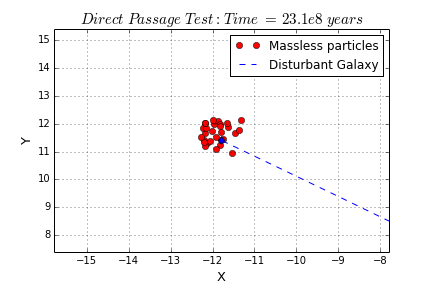 Direct Passage Test: Time = 23.1e8 years
Massless particles
Disturbant Galaxy
Y
15
14
13
12
11
10
9
8
−15 −14 −13 −12 −11 −10 −9 −8
X